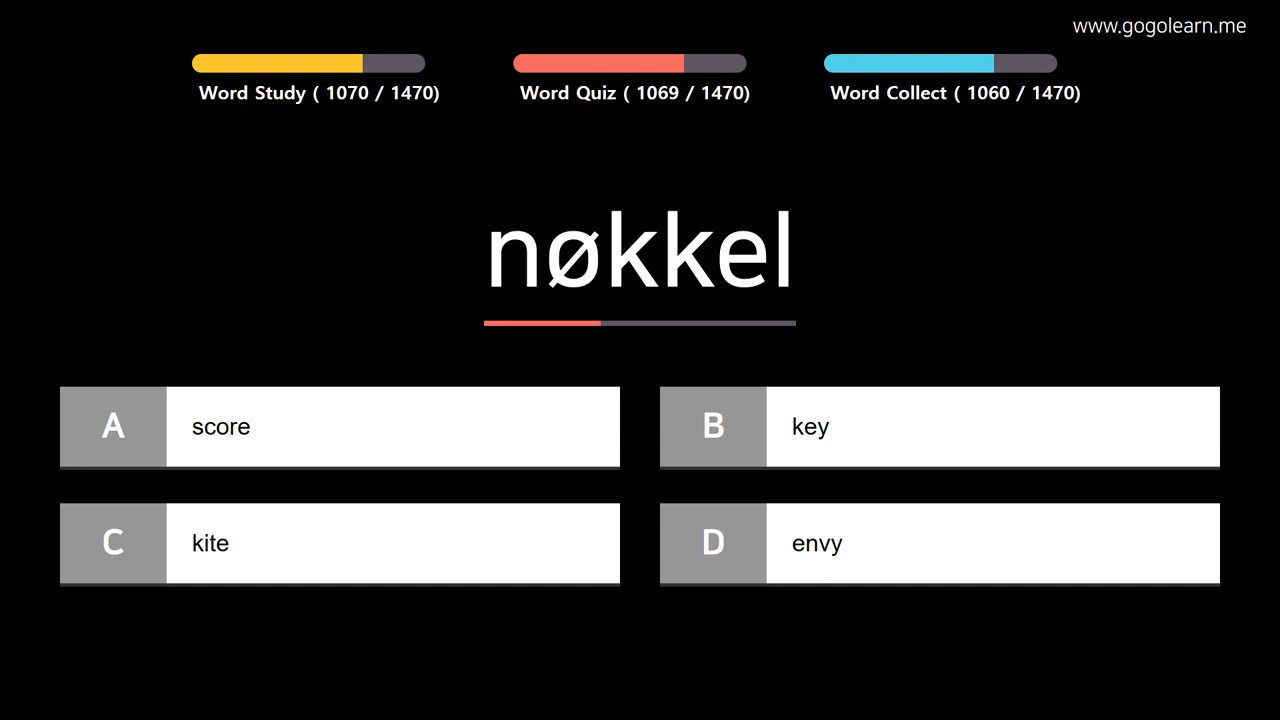 www.gogolearn.me
Word Study ( 1070 / 1470)
Word Quiz ( 1069 / 1470)
Word Collect ( 1060 / 1470)
nøkkel
A score
B key
C kite
D envy